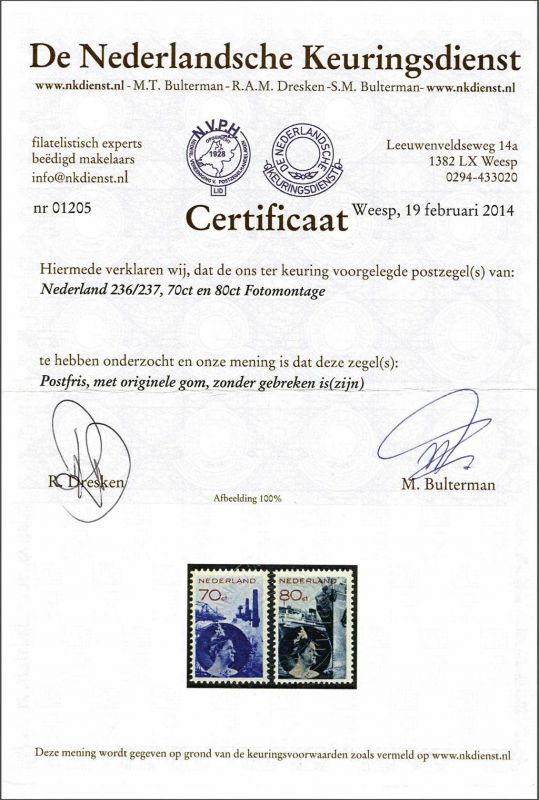 De Nederlandsche Keuringsdienst
www.nkdienst.nl - M.T. Bulterman - R.A.M. Dresken - S.M. Bulterman- www.nkdienst.nl
filatelistisch experts
beëdigd makelaars
info@nkdienst.nl
N.V.P.H
OPGERICHT
1928
LID
DE NEDERLANDSCHE
KEURINGSDIENST
Leeuwenveldseweg 14a
1382 LX Weesp
0294-433020
nr 01205
Certificaat
Weesp, 19 februari 2014
Hiermede verklaren wij, dat de ons ter keuring voorgelegde postzegel(s) van:
Nederland 236/237, 70ct en 80ct Fotomontage
te hebben onderzocht en onze mening is dat deze zegel(s):
Postfris, met originele gom, zonder gebreken is(zijn)
R. Dresken
M. Bulterman
Afbeelding 100%
NEDERLAND
70ct
NEDERLAND
80ct
Deze mening wordt gegeven op grond van de keuringsvoorwaarden zoals vermeld op www.nkdienst.nl